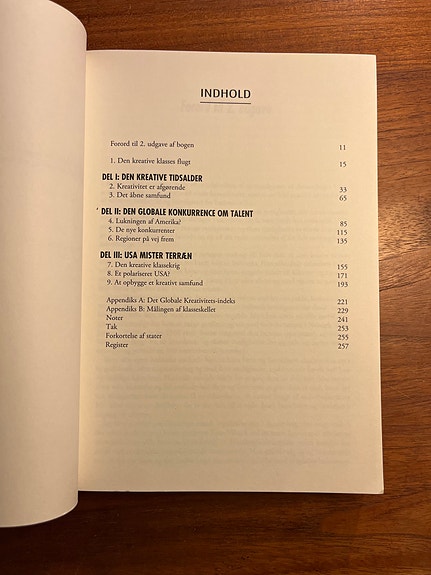 INDHOLD
Forord til 2. udgave af bogen 11
1. Den kreative klasses flugt 15
DEL I: DEN KREATIVE TIDSALDER
2. Kreativitet er afgørende 33
3. Det åbne samfund 65
DEL II: DEN GLOBALE KONKURRENCE OM TALENT
4. Lukningen af Amerika? 85
5. De nye konkurrenter 115
6. Regioner på vej frem 135
DEL III: USA MISTER TERRÆN
7. Den kreative klassekrig 155
8. Et polariseret USA? 171
9. At opbygge et kreativt samfund 193
Appendiks A: Det Globale Kreativitets-indeks 221
Appendiks B: Målingen af klasseskellet 229
Noter 241
Tak 253
Forkortelse af stater 255
Register 257